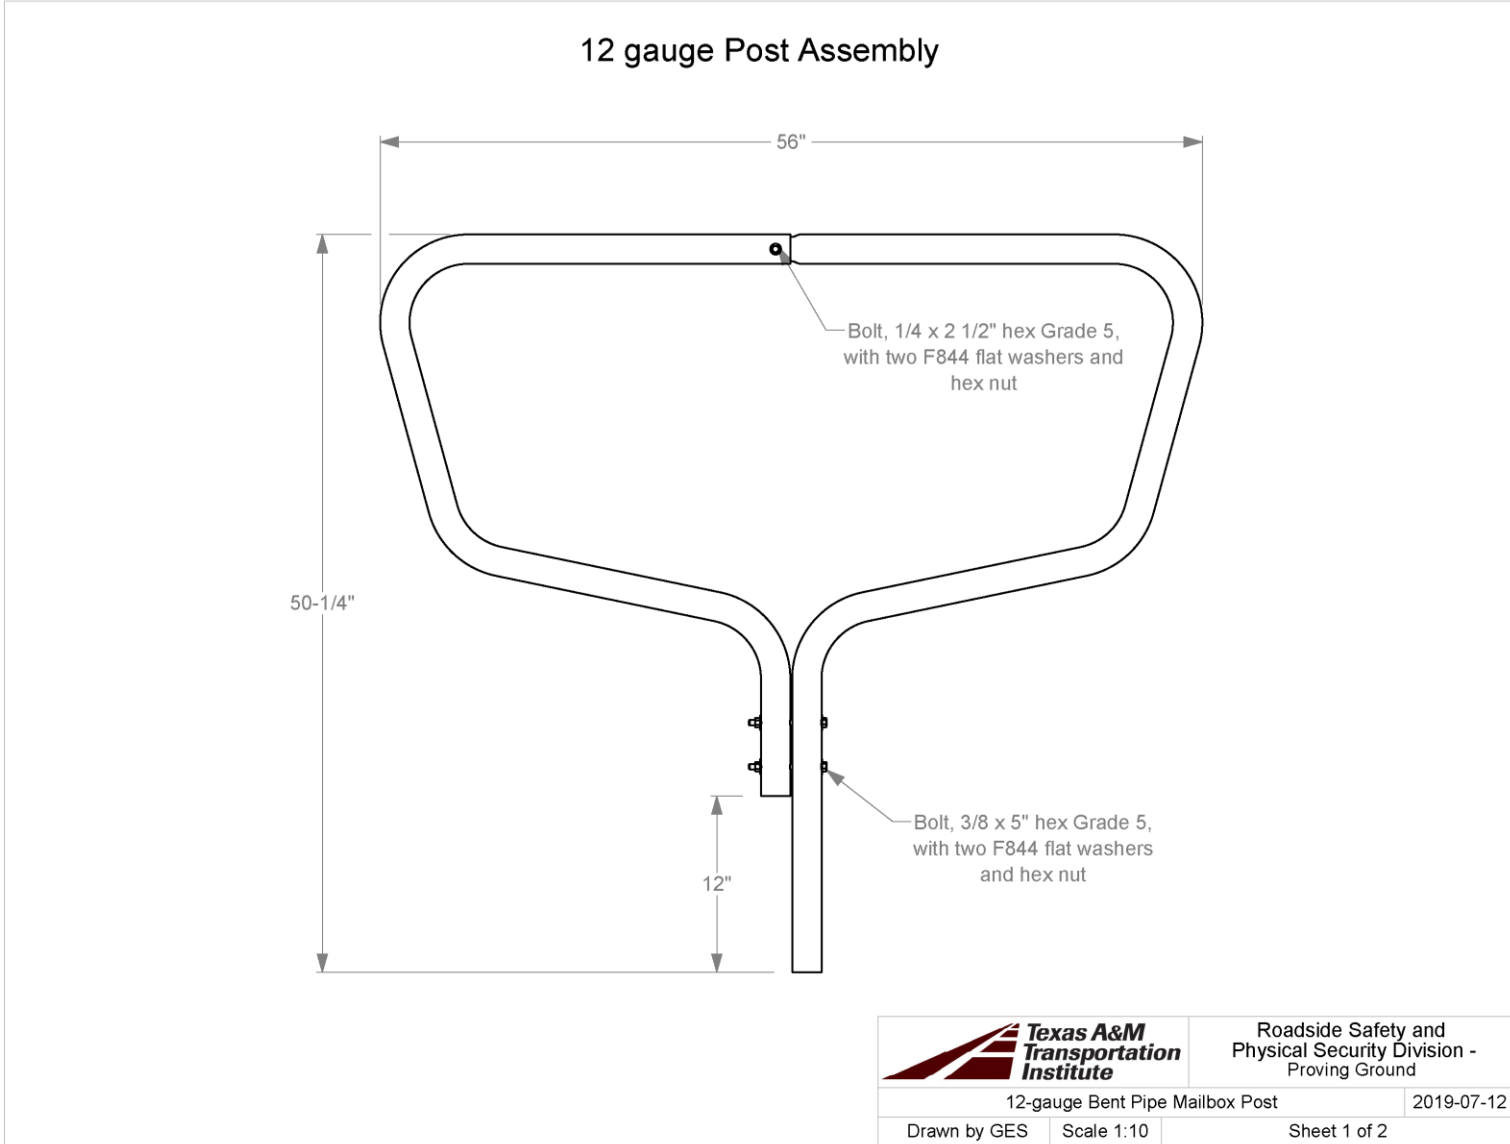 12 gauge Post Assembly
56"
Bolt, 1/4 x 2 1/2" hex Grade 5,
with two F844 flat washers and
hex nut
50-1/4"
Bolt, 3/8 x 5" hex Grade 5,
with two F844 flat washers
and hex nut
12"
Texas A&M
Transportation
Institute
Roadside Safety and
Physical Security Division -
Proving Ground
12-gauge Bent Pipe Mailbox Post
2019-07-12
Drawn by GES
Scale 1:10
Sheet 1 of 2